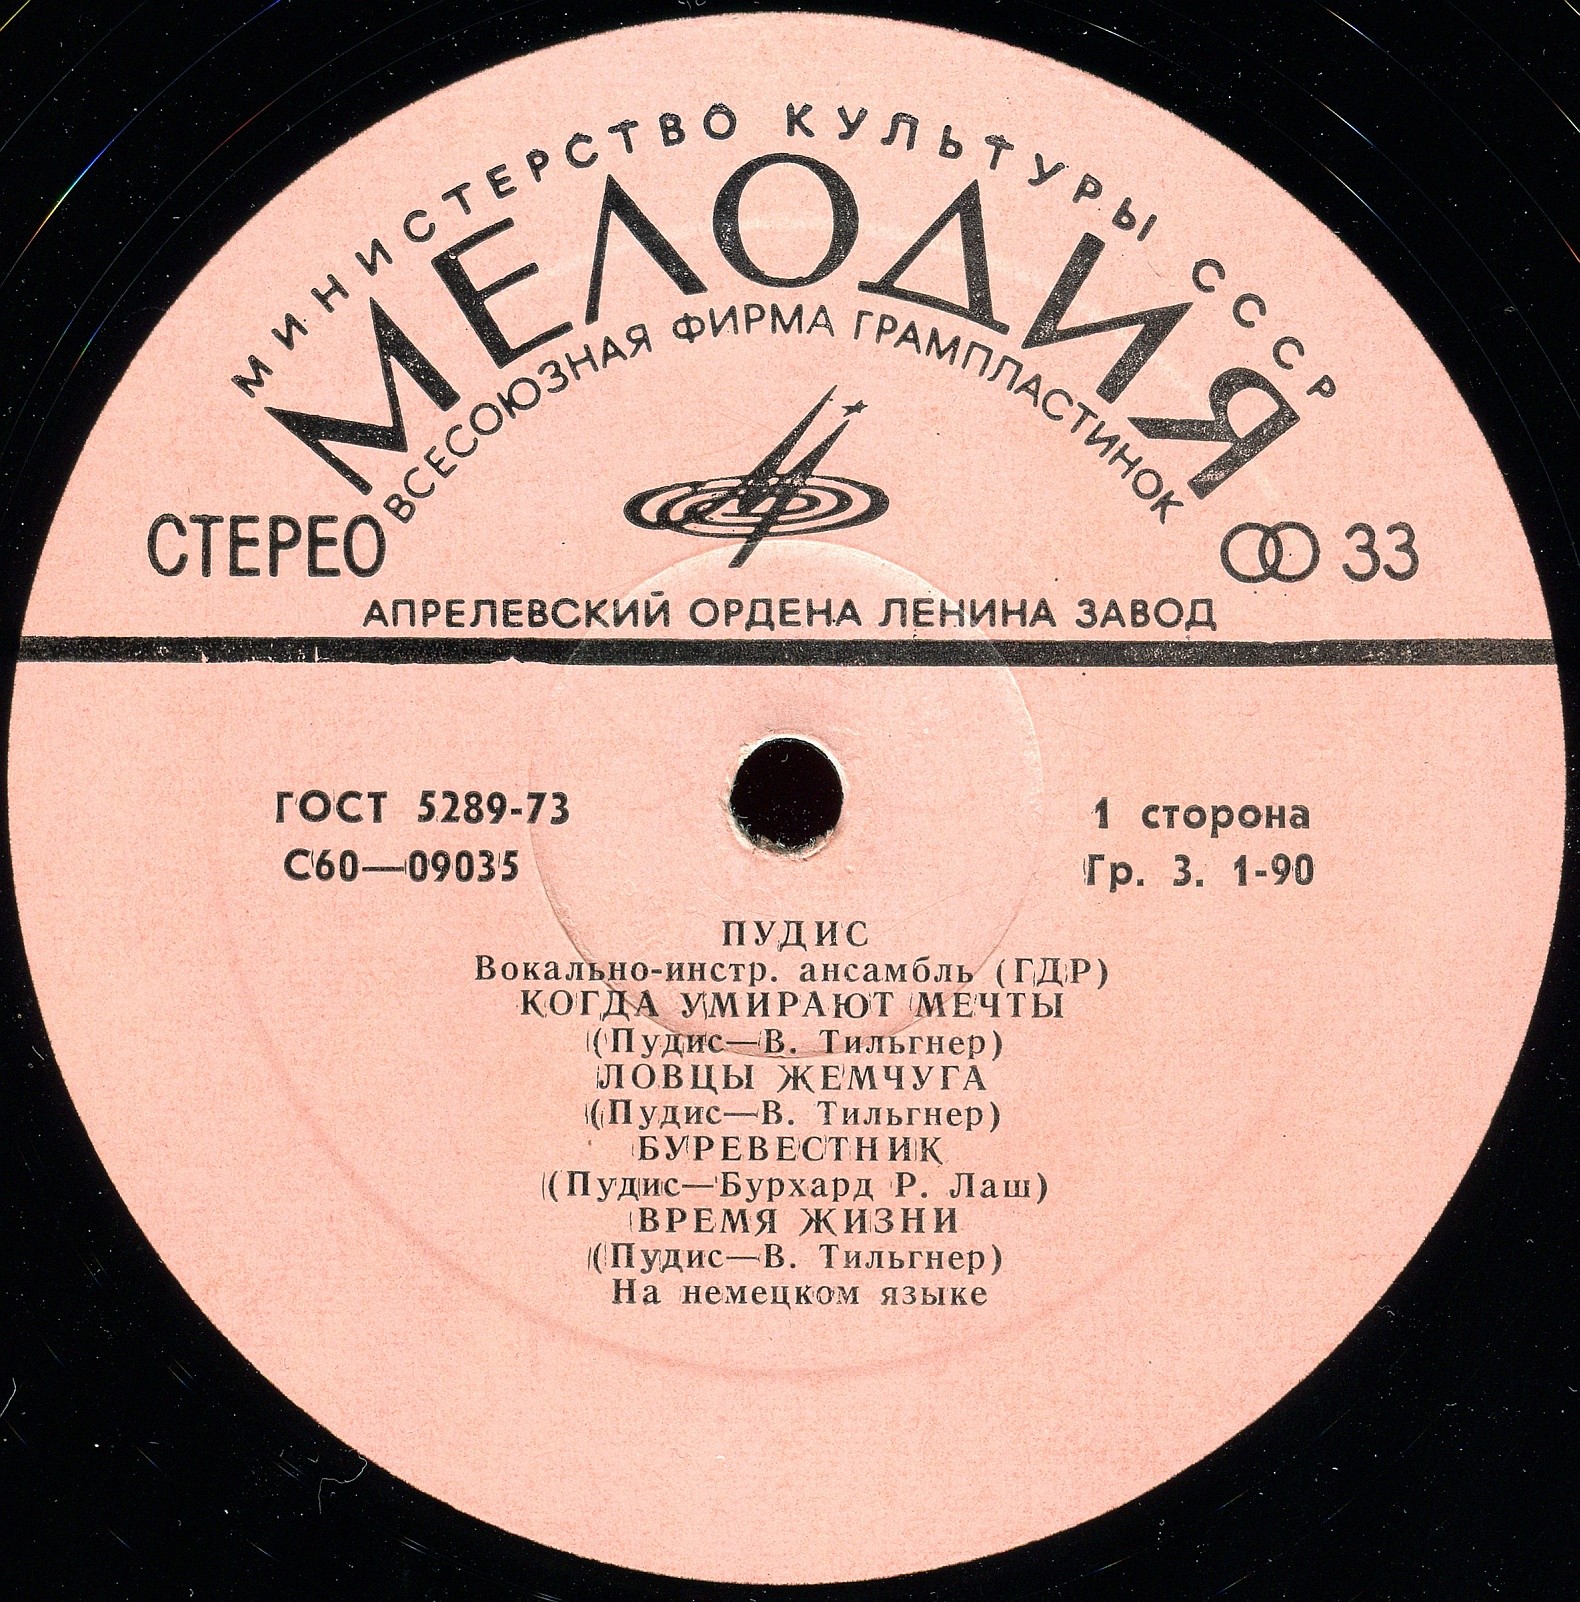 МИНИСТЕРСТВО КУЛЬТУРЫ СССР
МЕЛОДИЯ
ВСЕСОЮЗНАЯ ФИРМА ГРАМПЛАСТИНОК
СТЕРЕО
33
АПРЕЛЕВСКИЙ ОРДЕНА ЛЕНИНА ЗАВОД
ГОСТ 5289-73
1 сторона
С60—09035
Гр. 3. 1-90
ПУДИС
Вокально-инстр. ансамбль (ГДР)
КОГДА УМИРАЮТ МЕЧТЫ
(Пудис—В. Тильгнер)
ЛОВЦЫ ЖЕМЧУГА
(Пудис—В. Тильгнер)
БУРЕВЕСТНИК
(Пудис—Бурхард Р. Лаш)
ВРЕМЯ ЖИЗНИ
(Пудис—В. Тильгнер)
На немецком языке